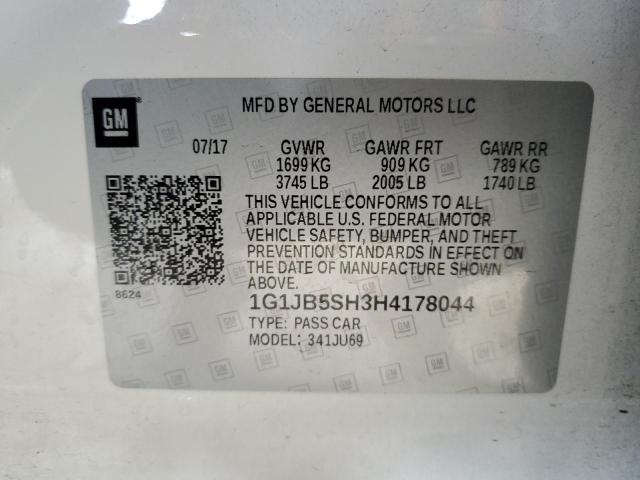 GM
MFD BY GENERAL MOTORS LLC
07/17 GVWR GAWR FRT GAWR RR
1699 KG 909 KG 789 KG
3745 LB 2005 LB 1740 LB
THIS VEHICLE CONFORMS TO ALL
APPLICABLE U.S. FEDERAL MOTOR
VEHICLE SAFETY, BUMPER, AND THEFT
PREVENTION STANDARDS IN EFFECT ON
THE DATE OF MANUFACTURE SHOWN
ABOVE.
8624
1G1JB5SH3H4178044
TYPE: PASS CAR
MODEL: 341JU69